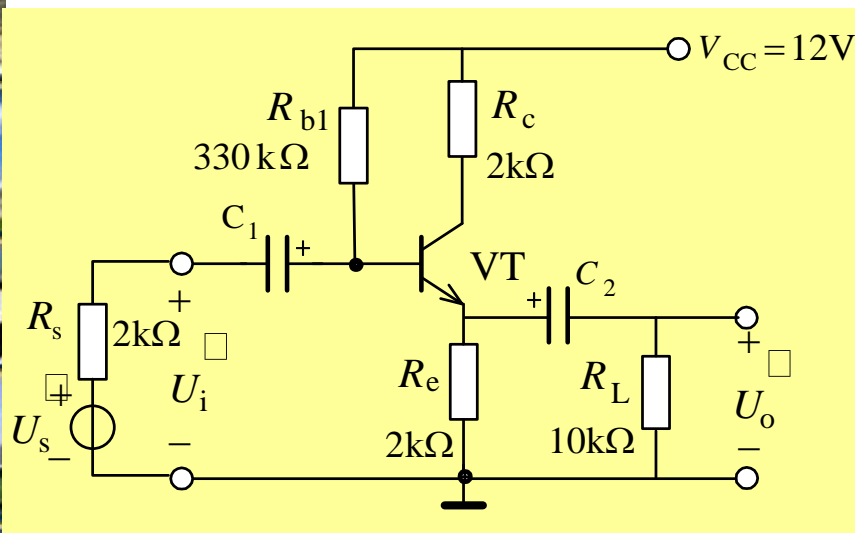 V_CC = 12V
R_b1
330 kΩ
R_c
2kΩ
C_1
+
VT
C_2
+
R_s
2kΩ
+
U_i
−
+
U_s
−
R_e
2kΩ
R_L
10kΩ
+
U_o
−